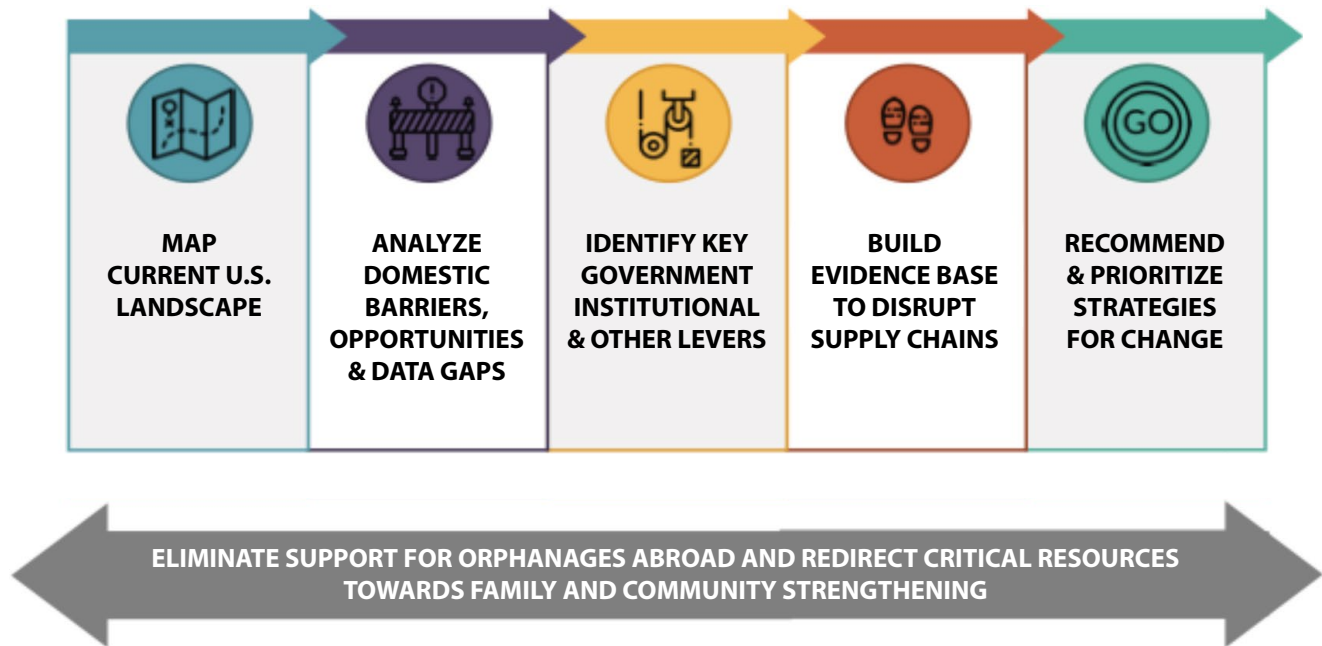 GO
MAP
CURRENT U.S.
LANDSCAPE
ANALYZE
DOMESTIC
BARRIERS,
OPPORTUNITIES
& DATA GAPS
IDENTIFY KEY
GOVERNMENT
INSTITUTIONAL
& OTHER LEVERS
BUILD
EVIDENCE BASE
TO DISRUPT
SUPPLY CHAINS
RECOMMEND
& PRIORITIZE
STRATEGIES
FOR CHANGE
ELIMINATE SUPPORT FOR ORPHANAGES ABROAD AND REDIRECT CRITICAL RESOURCES
TOWARDS FAMILY AND COMMUNITY STRENGTHENING